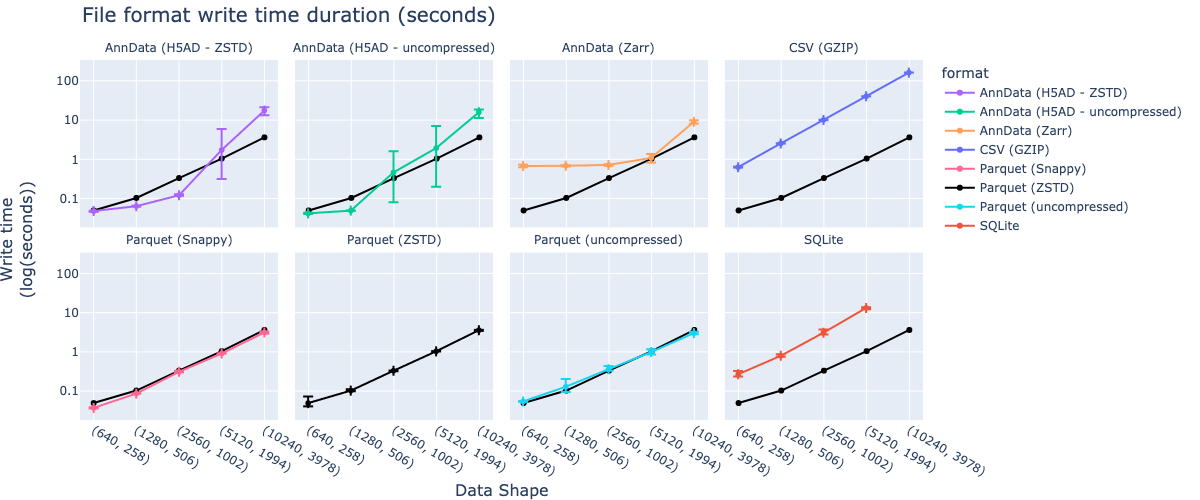 File format write time duration (seconds)
AnnData (H5AD - ZSTD)
AnnData (H5AD - uncompressed)
AnnData (Zarr)
CSV (GZIP)
100
10
1
0.1
Parquet (Snappy)
Parquet (ZSTD)
Parquet (uncompressed)
SQLite
100
10
1
0.1
Write time
(log(seconds))
(640, 258)
(1280, 506)
(2560, 1002)
(5120, 1994)
(10240, 3978)
(640, 258)
(1280, 506)
(2560, 1002)
(5120, 1994)
(10240, 3978)
(640, 258)
(1280, 506)
(2560, 1002)
(5120, 1994)
(10240, 3978)
(640, 258)
(1280, 506)
(2560, 1002)
(5120, 1994)
(10240, 3978)
Data Shape
format
AnnData (H5AD - ZSTD)
AnnData (H5AD - uncompressed)
AnnData (Zarr)
CSV (GZIP)
Parquet (Snappy)
Parquet (ZSTD)
Parquet (uncompressed)
SQLite